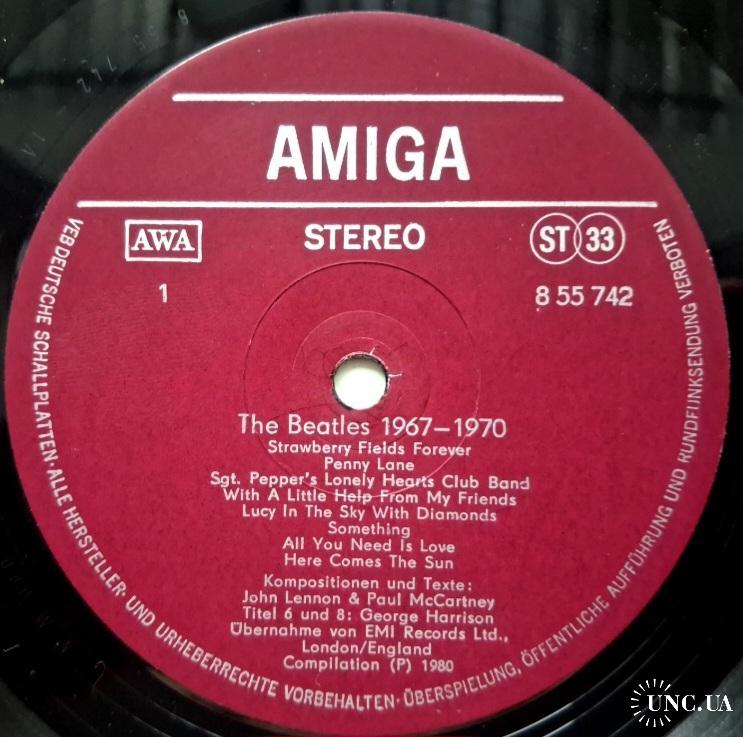 AMIGA
AWA
STEREO
ST 33
1
8 55 742
The Beatles 1967–1970
Strawberry Fields Forever
Penny Lane
Sgt. Pepper's Lonely Hearts Club Band
With A Little Help From My Friends
Lucy In The Sky With Diamonds
Something
All You Need Is Love
Here Comes The Sun
Kompositionen und Texte:
John Lennon & Paul McCartney
Titel 6 und 8: George Harrison
Übernahme von EMI Records Ltd.,
London/England
Compilation (P) 1980
VEB DEUTSCHE SCHALLPLATTEN · ALLE HERSTELLER- UND URHEBERRECHTE VORBEHALTEN · ÜBERSPIELUNG, ÖFFENTLICHE AUFFÜHRUNG UND RUNDFUNKSENDUNG VERBOTEN
UNC.UA